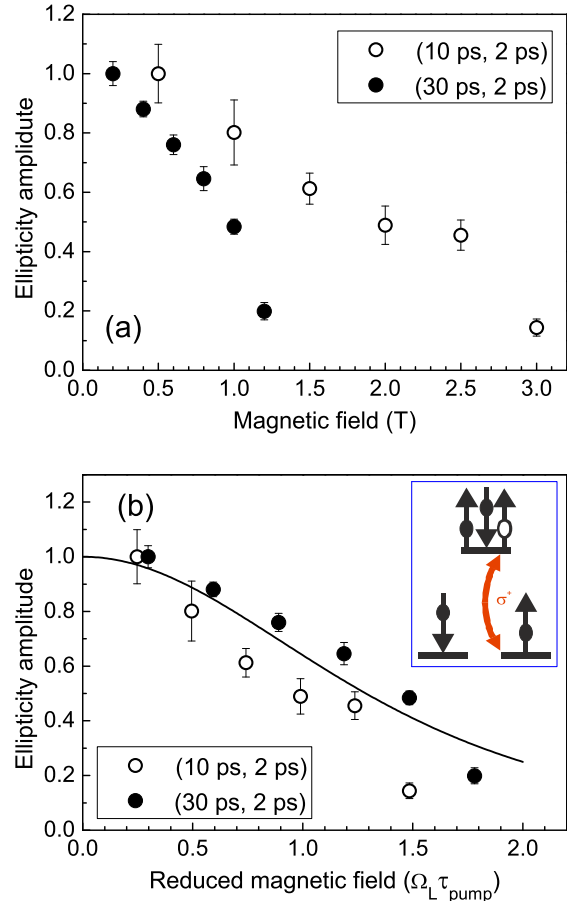 1.2
1.0
0.8
0.6
0.4
0.2
0.0
Ellipticity amplidute
(10 ps, 2 ps)
(30 ps, 2 ps)
(a)
0.0 0.5 1.0 1.5 2.0 2.5 3.0
Magnetic field (T)
1.2
1.0
0.8
0.6
0.4
0.2
0.0
Ellipticity amplitude
(b)
σ⁺
(10 ps, 2 ps)
(30 ps, 2 ps)
0.0 0.5 1.0 1.5 2.0
Reduced magnetic field (Ω_L τ_pump)